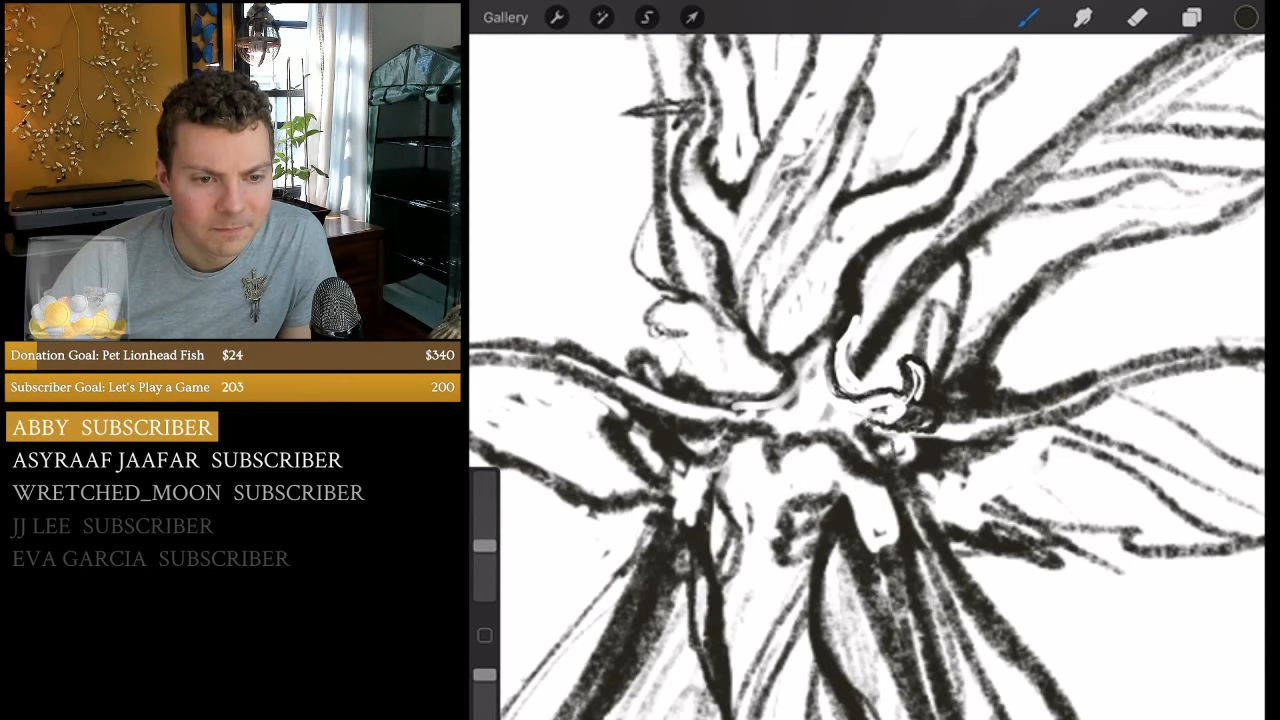 Gallery
Donation Goal: Pet Lionhead Fish $24 $340
Subscriber Goal: Let's Play a Game 203 200
ABBY SUBSCRIBER
ASYRAAF JAAFAR SUBSCRIBER
WRETCHED_MOON SUBSCRIBER
JJ LEE SUBSCRIBER
EVA GARCIA SUBSCRIBER